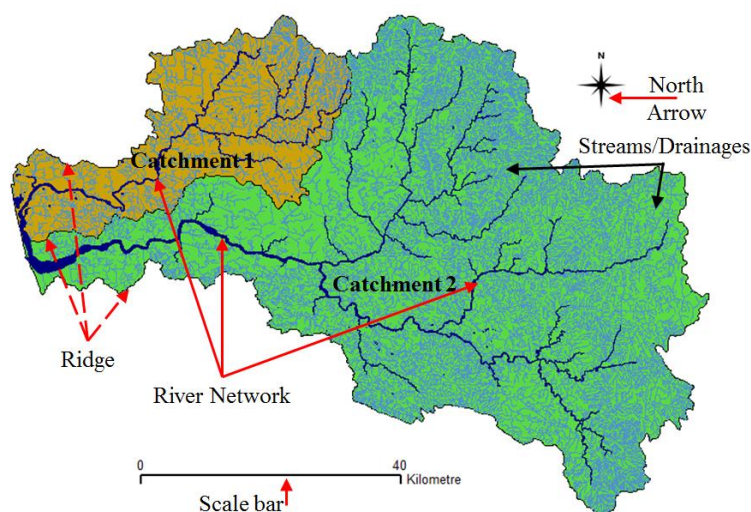 N
North
Arrow
Streams/Drainages
Catchment 1
Catchment 2
Ridge
River Network
0
40
Kilometre
Scale bar